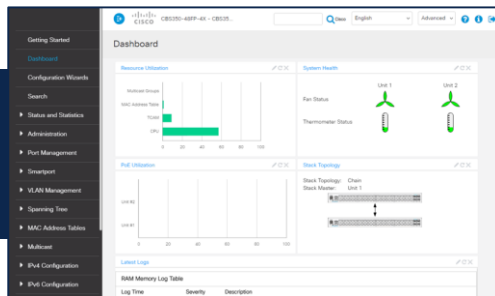 CISCO CBS350-48FP-4X - CBS35... English Advanced
Getting Started
Dashboard
Configuration Wizards
Search
Status and Statistics
Administration
Port Management
Smartport
VLAN Management
Spanning Tree
MAC Address Tables
Multicast
IPv4 Configuration
IPv6 Configuration
Dashboard
Resource Utilization
Multicast Groups
MAC Address Table
TCAM
CPU
0 20 40 60 80 100
System Health
Unit 1 Unit 2
Fan Status
Thermometer Status
PoE Utilization
Unit #2
Unit #1
0 20 40 60 80 100
Stack Topology
Stack Topology: Chain
Stack Master: Unit 1
Latest Logs
RAM Memory Log Table
Log Time Severity Description